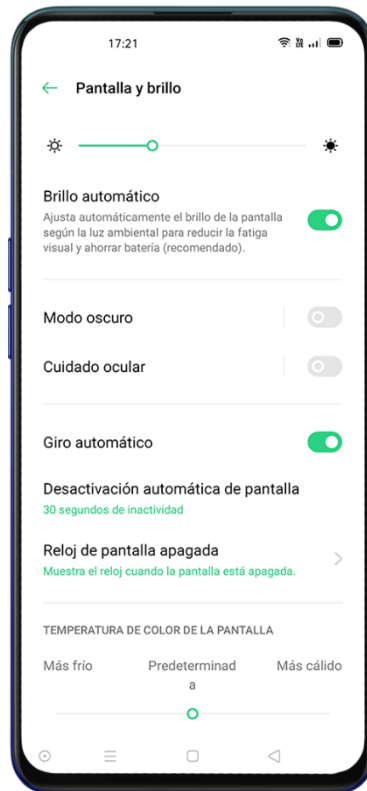 17:21
Pantalla y brillo
Brillo automático
Ajusta automáticamente el brillo de la pantalla
según la luz ambiental para reducir la fatiga
visual y ahorrar batería (recomendado).
Modo oscuro
Cuidado ocular
Giro automático
Desactivación automática de pantalla
30 segundos de inactividad
Reloj de pantalla apagada
Muestra el reloj cuando la pantalla está apagada.
TEMPERATURA DE COLOR DE LA PANTALLA
Más frío Predeterminad Más cálido
a